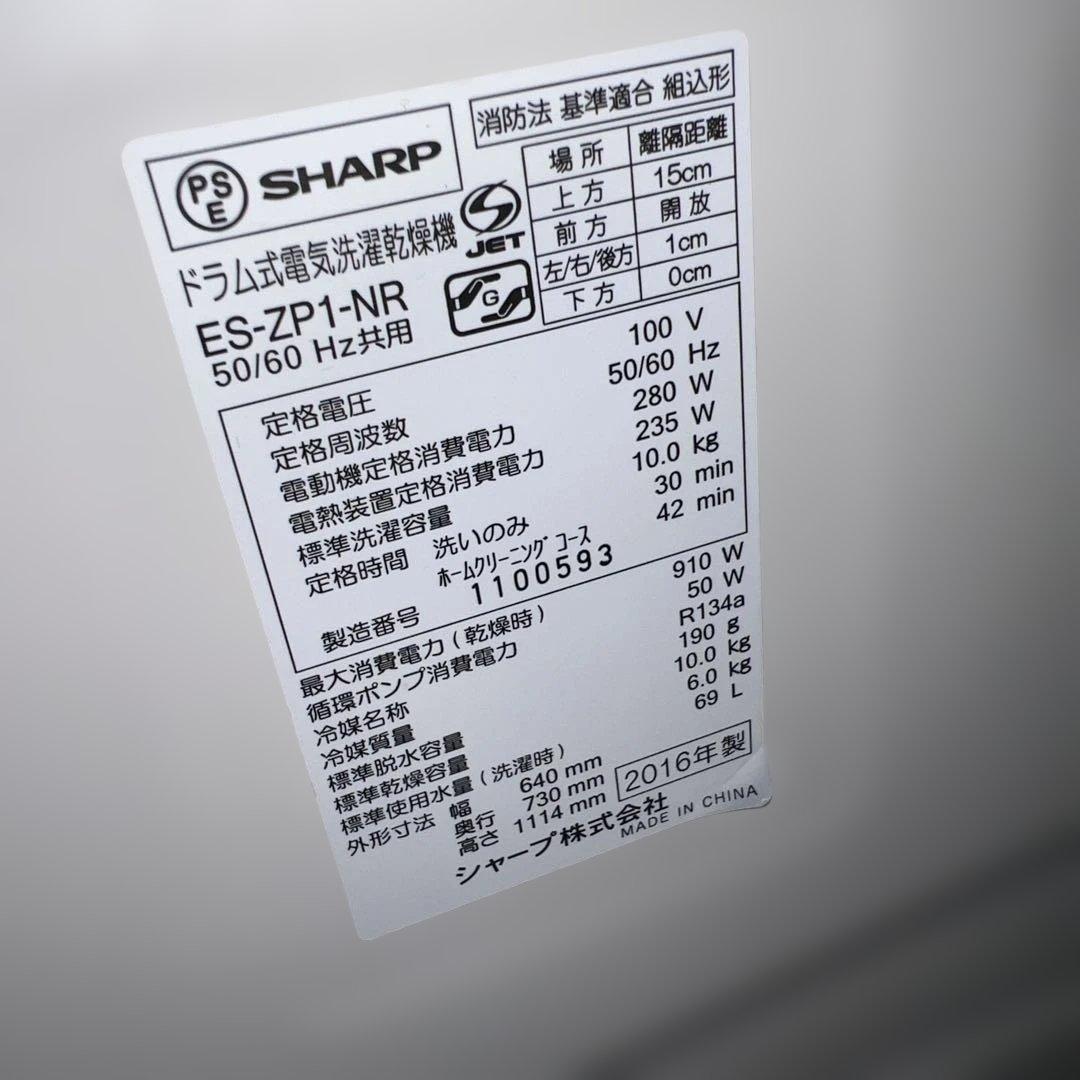 PSE SHARP
消防法 基準適合 組込形
場所 離隔距離
上方 15cm
前方 開放
左/右/後方 1cm
下方 0cm
JET
G
ドラム式電気洗濯乾燥機
ES-ZP1-NR
50/60 Hz共用
定格電圧 100 V
定格周波数 50/60 Hz
電動機定格消費電力 280 W
電熱装置定格消費電力 235 W
標準洗濯容量 10.0 kg
定格時間 洗いのみ 30 min
ホームクリーニング コース 42 min
製造番号 1100593
最大消費電力(乾燥時) 910 W
循環ポンプ消費電力 50 W
冷媒名称 R134a
冷媒質量 190 g
標準脱水容量 10.0 kg
標準乾燥容量 6.0 kg
標準使用水量(洗濯時) 69 L
外形寸法 幅 640 mm
奥行 730 mm
高さ 1114 mm
2016年製
シャープ株式会社
MADE IN CHINA